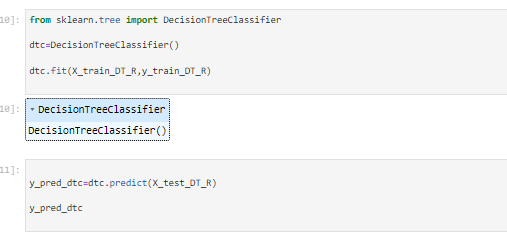 10]:
from sklearn.tree import DecisionTreeClassifier
dtc=DecisionTreeClassifier()
dtc.fit(X_train_DT_R,y_train_DT_R)
10]:
▾ DecisionTreeClassifier
DecisionTreeClassifier()
11]:
y_pred_dtc=dtc.predict(X_test_DT_R)
y_pred_dtc